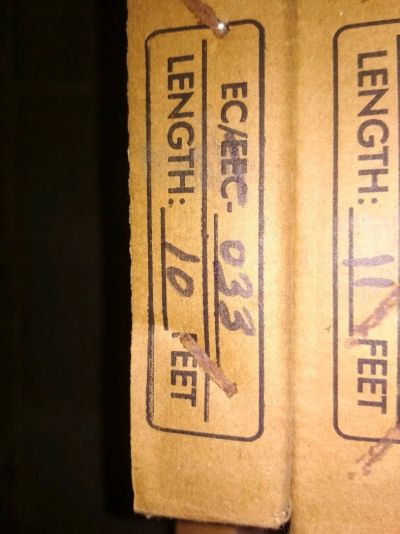 EC/EEC- 033
LENGTH: 10 FEET
LENGTH: 11 FEET